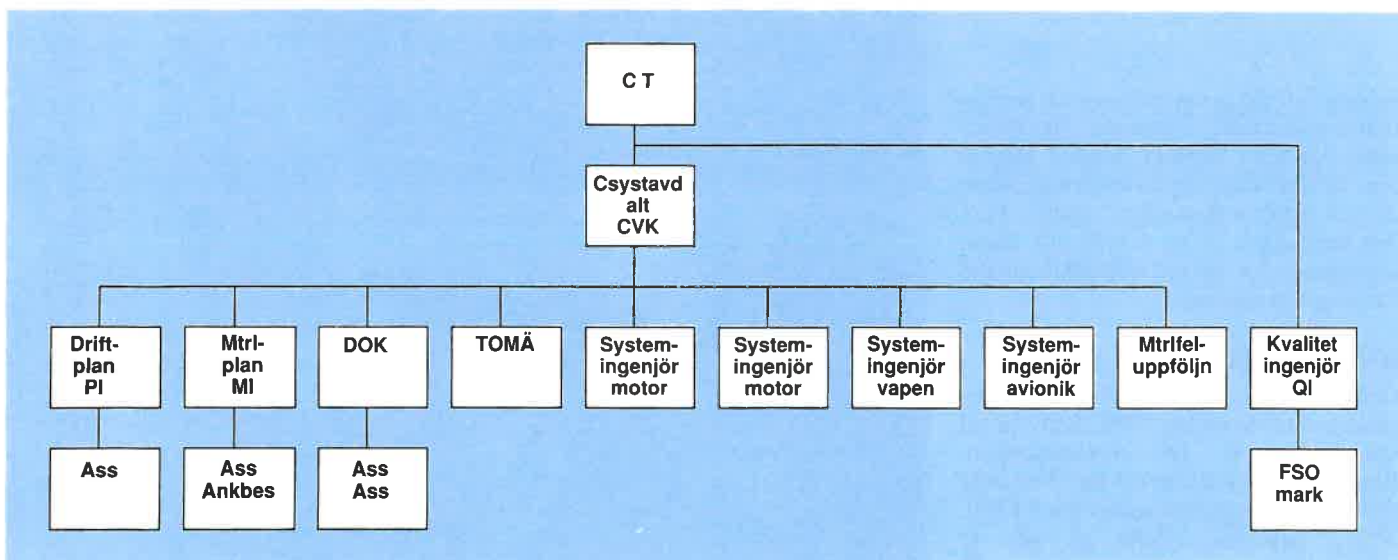 C T
Csystavd
alt
CVK
Drift-
plan
PI
Mtrl-
plan
MI
DOK
TOMÄ
System-
ingenjör
motor
System-
ingenjör
motor
System-
ingenjör
vapen
System-
ingenjör
avionik
Mtrlfel-
uppföljn
Kvalitet
ingenjör
QI
Ass
Ass
Ankbes
Ass
Ass
FSO
mark